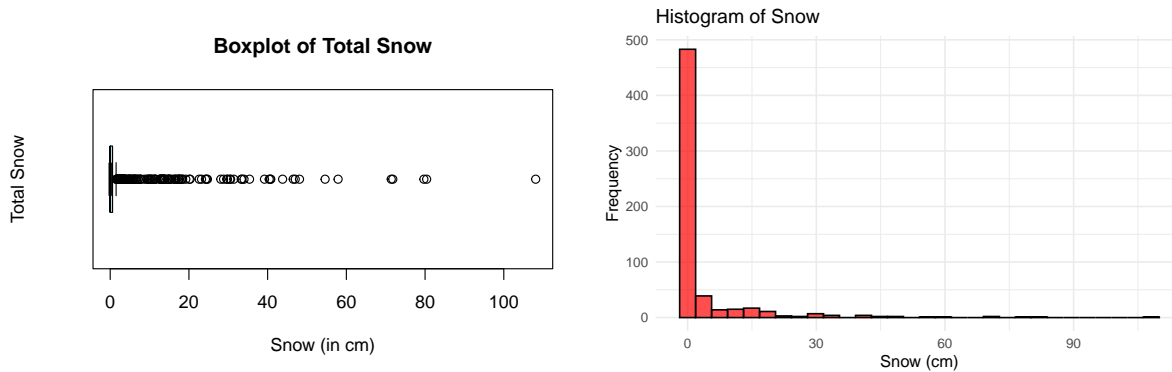 Boxplot of Total Snow
Total Snow
0 20 40 60 80 100
Snow (in cm)
Histogram of Snow
500
400
300
200
100
0
Frequency
0 30 60 90
Snow (cm)